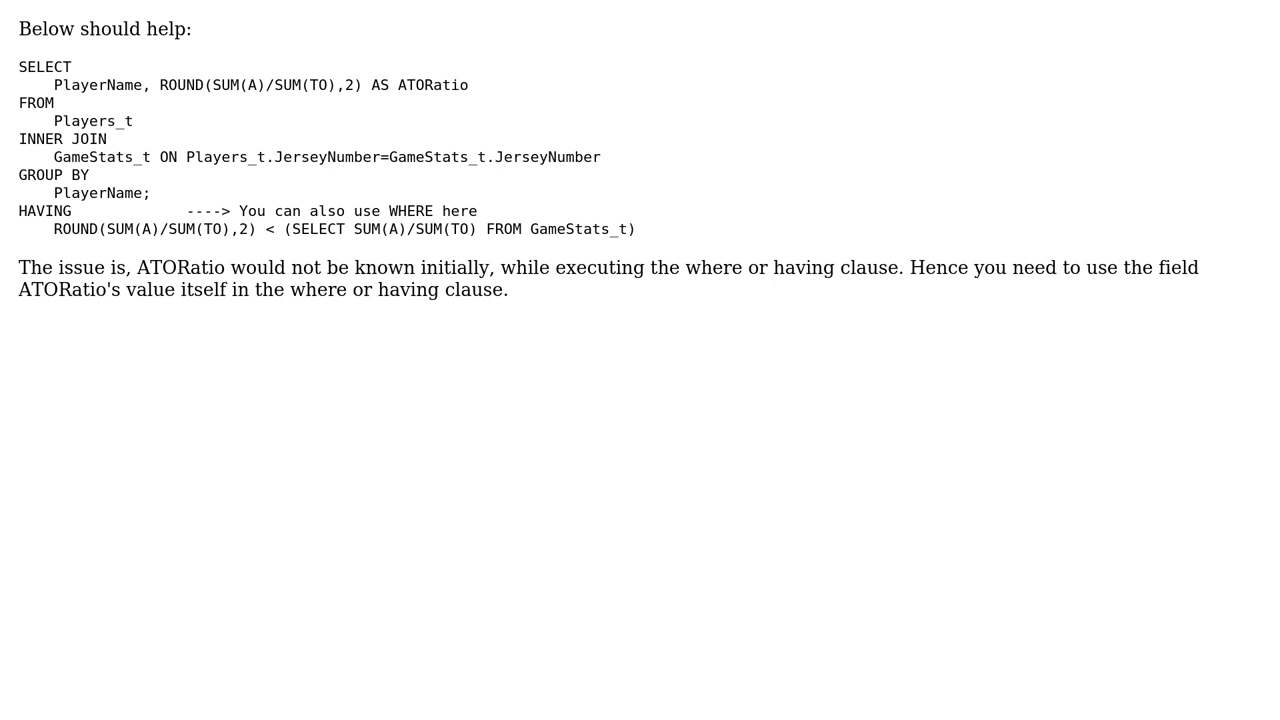 Below should help:
SELECT
    PlayerName, ROUND(SUM(A)/SUM(TO),2) AS ATORatio
FROM
    Players_t
INNER JOIN
    GameStats_t ON Players_t.JerseyNumber=GameStats_t.JerseyNumber
GROUP BY
    PlayerName;
HAVING             ----> You can also use WHERE here
    ROUND(SUM(A)/SUM(TO),2) < (SELECT SUM(A)/SUM(TO) FROM GameStats_t)
The issue is, ATORatio would not be known initially, while executing the where or having clause. Hence you need to use the field
ATORatio's value itself in the where or having clause.